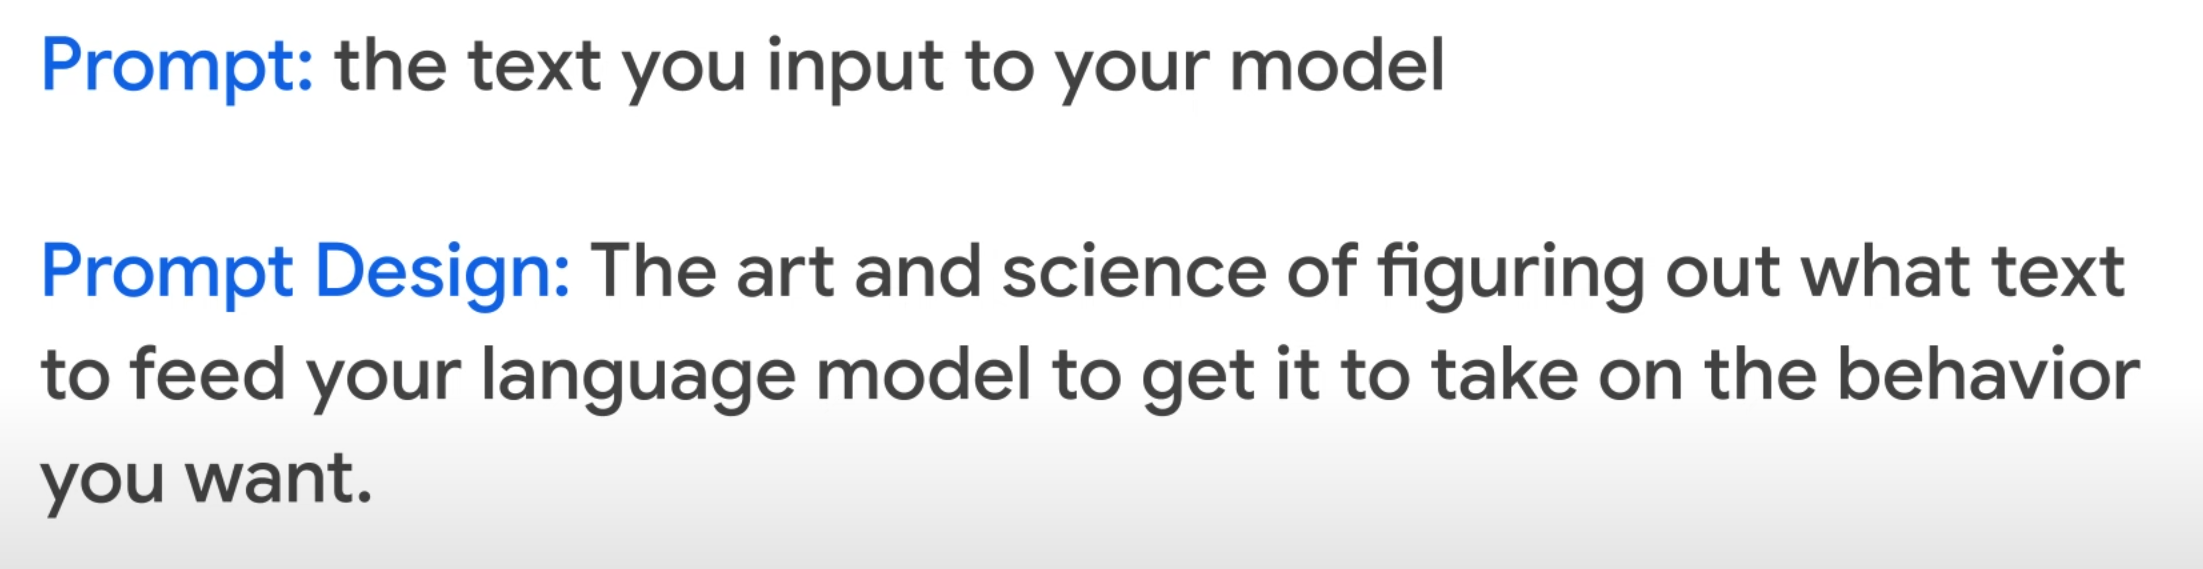 Prompt: the text you input to your model
Prompt Design: The art and science of figuring out what text
to feed your language model to get it to take on the behavior
you want.